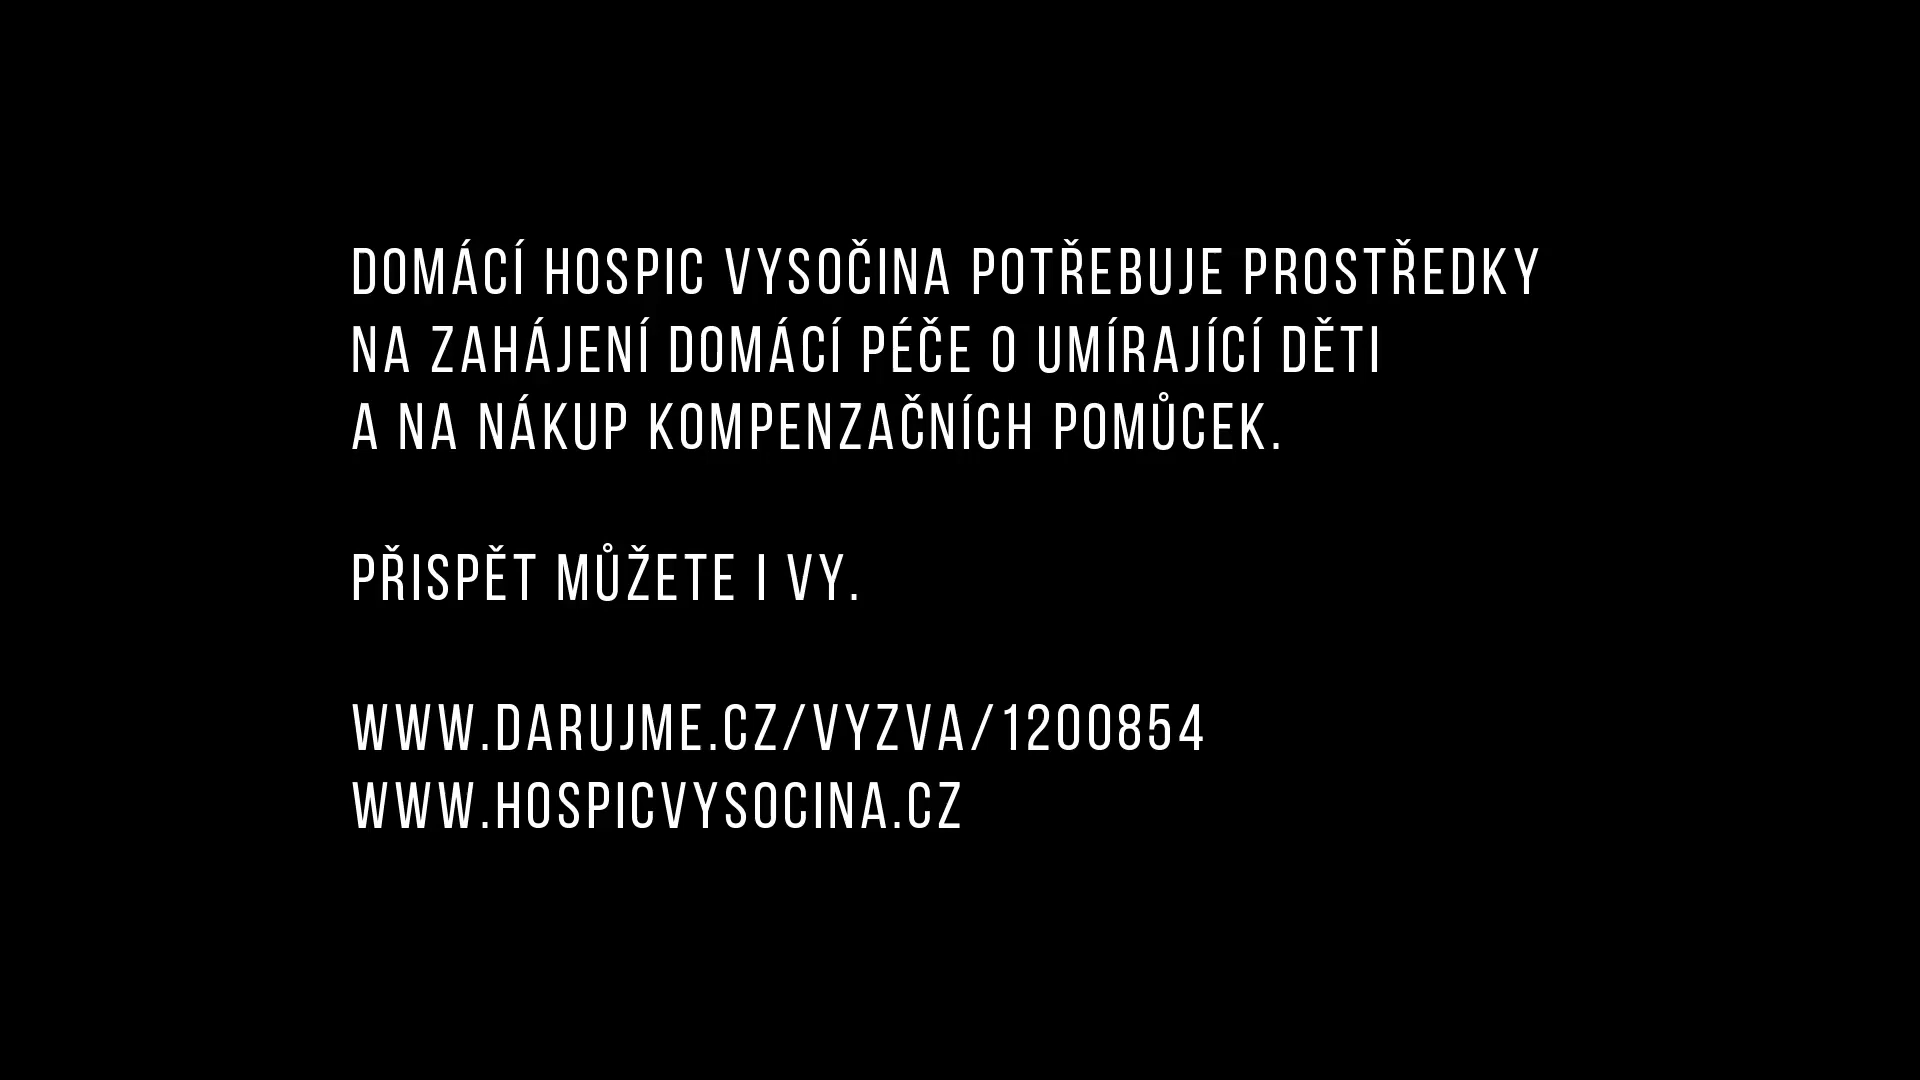 DOMÁCÍ HOSPIC VYSOČINA POTŘEBUJE PROSTŘEDKY
NA ZAHÁJENÍ DOMÁCÍ PÉČE O UMÍRAJÍCÍ DĚTI
A NA NÁKUP KOMPENZAČNÍCH POMŮCEK.
PŘISPĚT MŮŽETE I VY.
WWW.DARUJME.CZ/VYZVA/1200854
WWW.HOSPICVYSOCINA.CZ